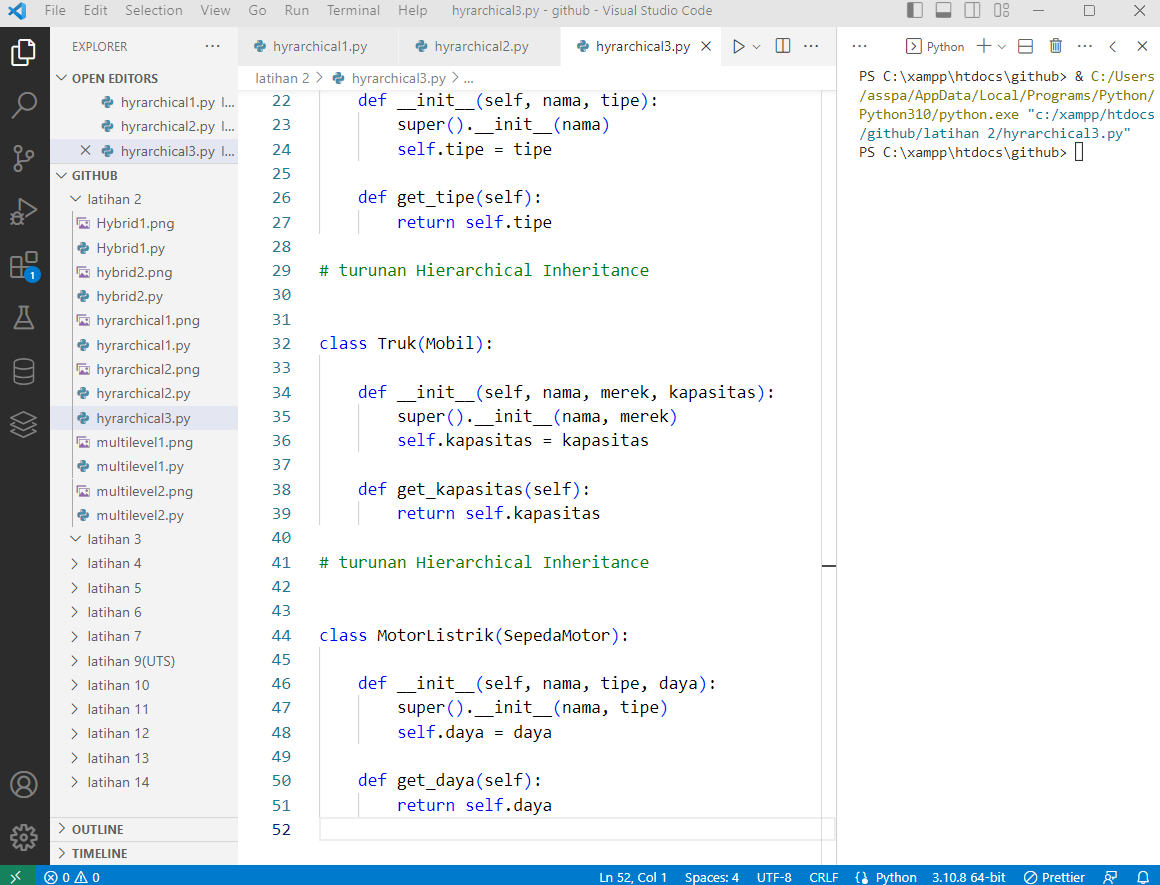 File Edit Selection View Go Run Terminal Help hyrarchical3.py - github - Visual Studio Code
EXPLORER
OPEN EDITORS
hyrarchical1.py l...
hyrarchical2.py l...
hyrarchical3.py l...
GITHUB
latihan 2
Hybrid1.png
Hybrid1.py
hybrid2.png
hybrid2.py
hyrarchical1.png
hyrarchical1.py
hyrarchical2.png
hyrarchical2.py
hyrarchical3.py
multilevel1.png
multilevel1.py
multilevel2.png
multilevel2.py
latihan 3
latihan 4
latihan 5
latihan 6
latihan 7
latihan 9(UTS)
latihan 10
latihan 11
latihan 12
latihan 13
latihan 14
OUTLINE
TIMELINE
1
hyrarchical1.py hyrarchical2.py hyrarchical3.py
latihan 2 > hyrarchical3.py > ...
22 def __init__(self, nama, tipe):
23 super().__init__(nama)
24 self.tipe = tipe
25
26 def get_tipe(self):
27 return self.tipe
28
29 # turunan Hierarchical Inheritance
30
31
32 class Truk(Mobil):
33
34 def __init__(self, nama, merek, kapasitas):
35 super().__init__(nama, merek)
36 self.kapasitas = kapasitas
37
38 def get_kapasitas(self):
39 return self.kapasitas
40
41 # turunan Hierarchical Inheritance
42
43
44 class MotorListrik(SepedaMotor):
45
46 def __init__(self, nama, tipe, daya):
47 super().__init__(nama, tipe)
48 self.daya = daya
49
50 def get_daya(self):
51 return self.daya
52
Python
PS C:\xampp\htdocs\github> & C:/Users
/asspa/AppData/Local/Programs/Python/
Python310/python.exe "c:/xampp/htdocs
/github/latihan 2/hyrarchical3.py"
PS C:\xampp\htdocs\github>
0 0 Ln 52, Col 1 Spaces: 4 UTF-8 CRLF Python 3.10.8 64-bit Prettier